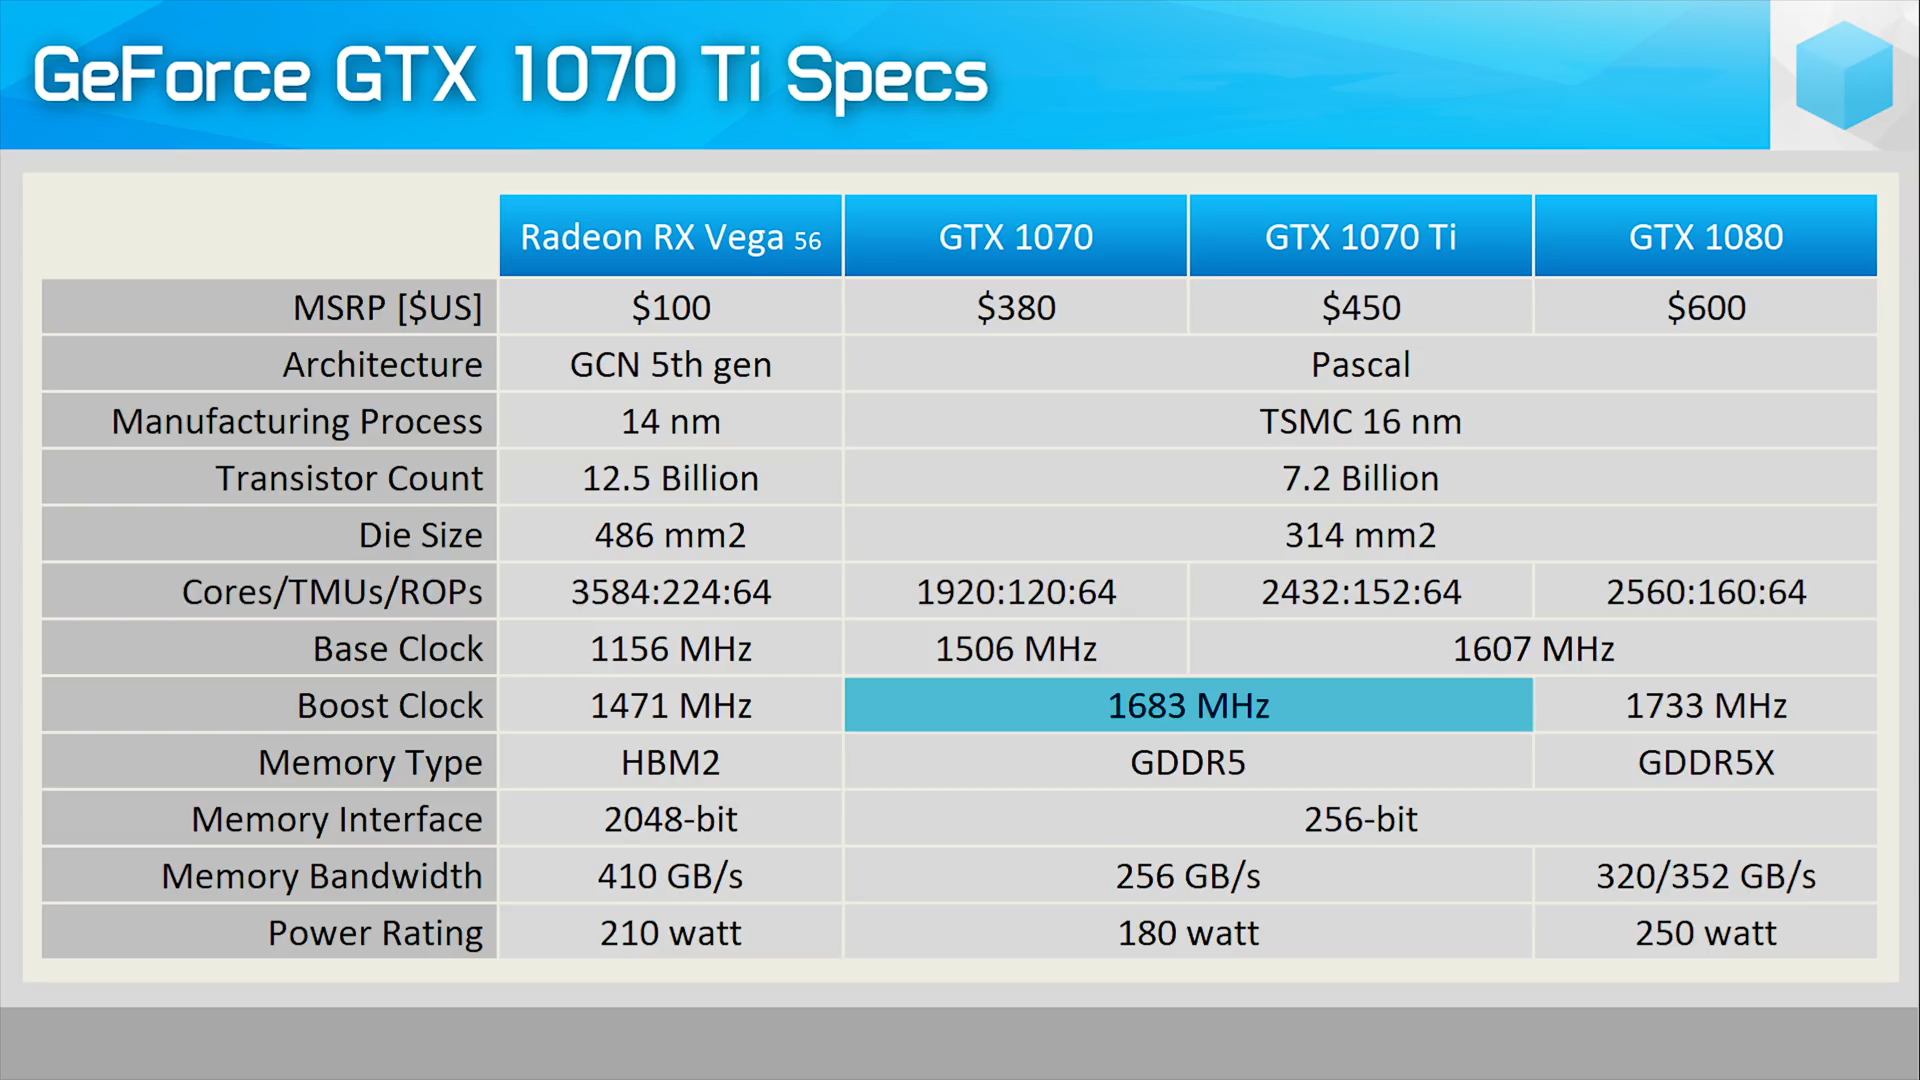 GeForce GTX 1070 Ti Specs
Radeon RX Vega 56 GTX 1070 GTX 1070 Ti GTX 1080
MSRP [$US] $100 $380 $450 $600
Architecture GCN 5th gen Pascal
Manufacturing Process 14 nm TSMC 16 nm
Transistor Count 12.5 Billion 7.2 Billion
Die Size 486 mm2 314 mm2
Cores/TMUs/ROPs 3584:224:64 1920:120:64 2432:152:64 2560:160:64
Base Clock 1156 MHz 1506 MHz 1607 MHz
Boost Clock 1471 MHz 1683 MHz 1733 MHz
Memory Type HBM2 GDDR5 GDDR5X
Memory Interface 2048-bit 256-bit
Memory Bandwidth 410 GB/s 256 GB/s 320/352 GB/s
Power Rating 210 watt 180 watt 250 watt